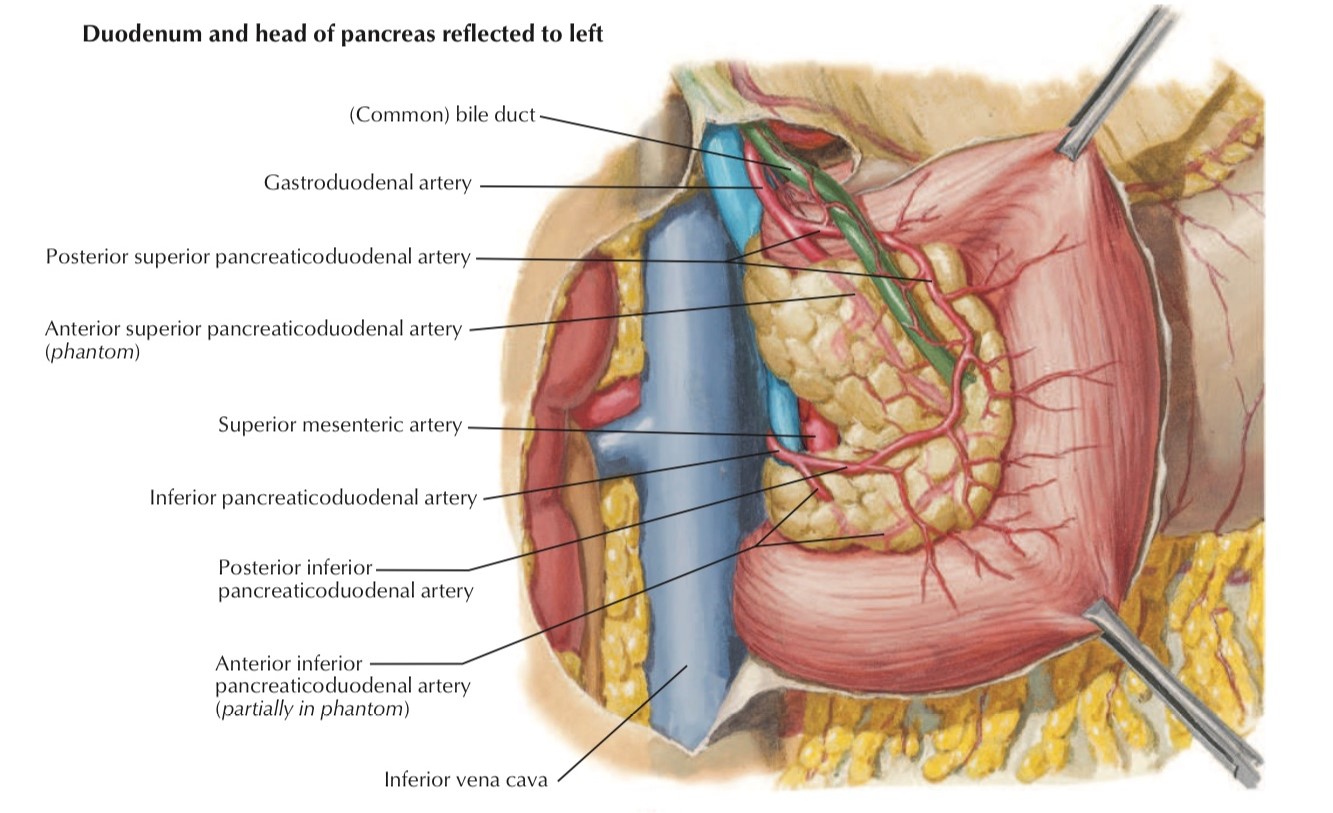 Duodenum and head of pancreas reflected to left
(Common) bile duct
Gastroduodenal artery
Posterior superior pancreaticoduodenal artery
Anterior superior pancreaticoduodenal artery
(phantom)
Superior mesenteric artery
Inferior pancreaticoduodenal artery
Posterior inferior
pancreaticoduodenal artery
Anterior inferior
pancreaticoduodenal artery
(partially in phantom)
Inferior vena cava